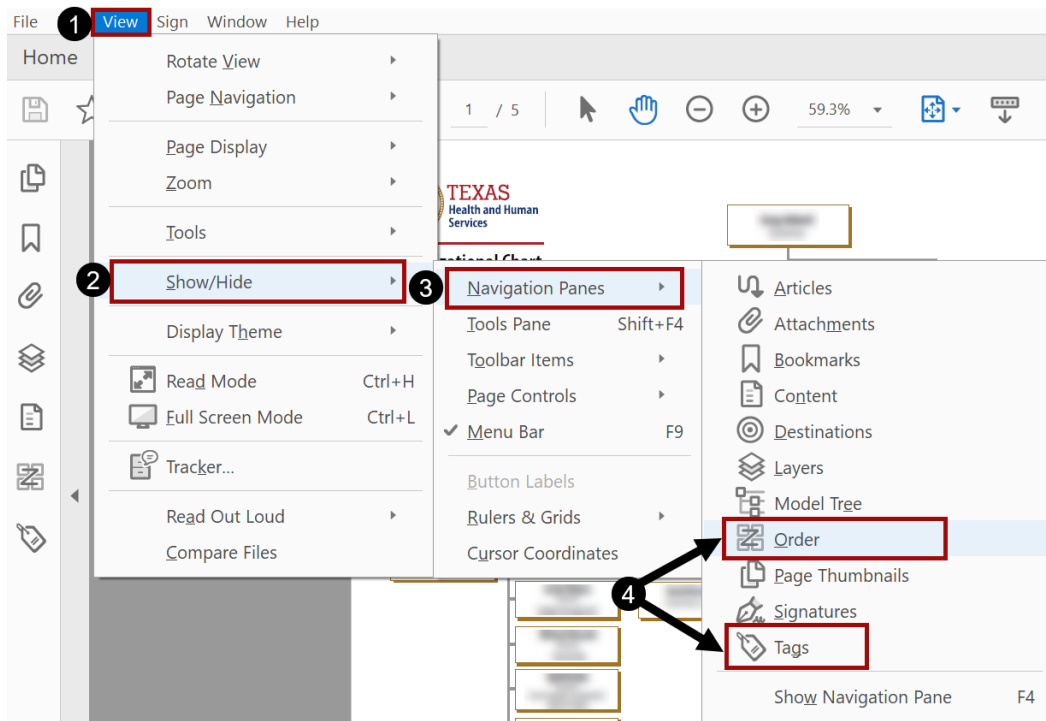 File
1
View
Sign
Window
Help
Home
1 / 5
59.3%
Rotate View
Page Navigation
Page Display
Zoom
Tools
2
Show/Hide
Display Theme
Read Mode Ctrl+H
Full Screen Mode Ctrl+L
Tracker...
Read Out Loud
Compare Files
TEXAS
Health and Human
Services
3
Navigation Panes
Tools Pane Shift+F4
Toolbar Items
Page Controls
Menu Bar F9
Button Labels
Rulers & Grids
Cursor Coordinates
4
Articles
Attachments
Bookmarks
Content
Destinations
Layers
Model Tree
Order
Page Thumbnails
Signatures
Tags
Show Navigation Pane F4